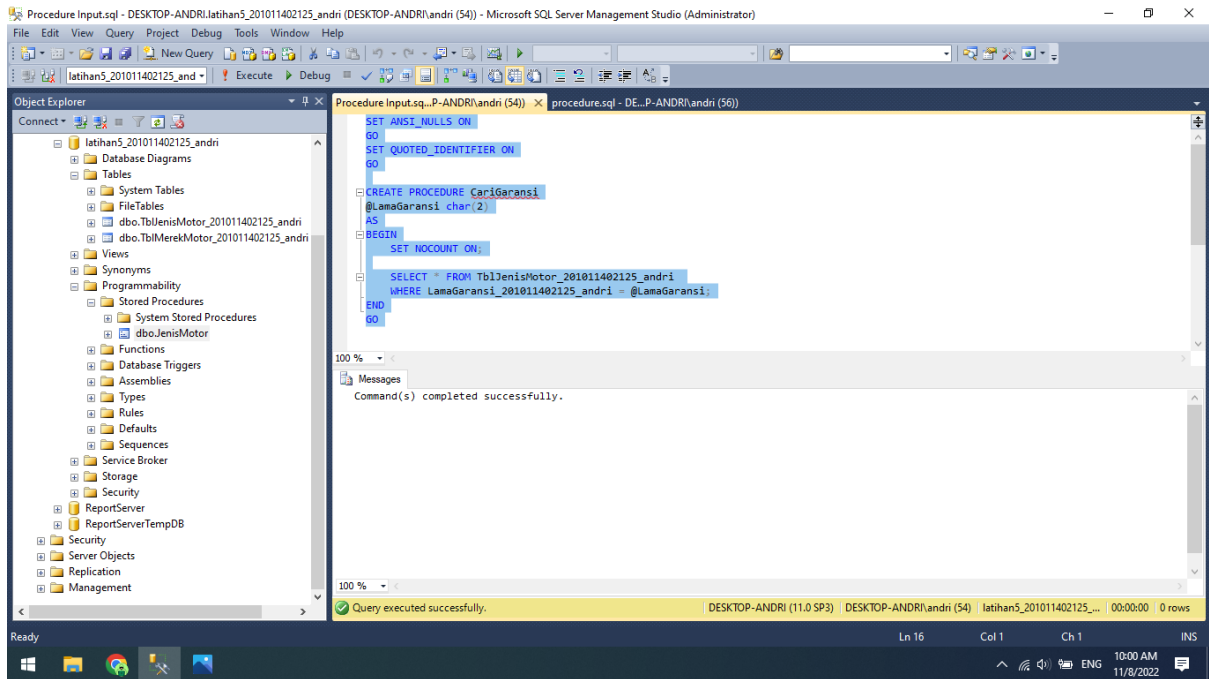 Procedure Input.sql - DESKTOP-ANDRI.latihan5_201011402125_andri (DESKTOP-ANDRI\andri (54)) - Microsoft SQL Server Management Studio (Administrator)
File Edit View Query Project Debug Tools Window Help
New Query
latihan5_201011402125_and
Execute Debug
Object Explorer
Connect
latihan5_201011402125_andri
Database Diagrams
Tables
System Tables
FileTables
dbo.TblJenisMotor_201011402125_andri
dbo.TblMerekMotor_201011402125_andri
Views
Synonyms
Programmability
Stored Procedures
System Stored Procedures
dbo.JenisMotor
Functions
Database Triggers
Assemblies
Types
Rules
Defaults
Sequences
Service Broker
Storage
Security
ReportServer
ReportServerTempDB
Security
Server Objects
Replication
Management
Procedure Input.sq...P-ANDRI\andri (54)) procedure.sql - DE...P-ANDRI\andri (56))
SET ANSI_NULLS ON
GO
SET QUOTED_IDENTIFIER ON
GO
CREATE PROCEDURE CariGaransi
@LamaGaransi char(2)
AS
BEGIN
SET NOCOUNT ON;
SELECT * FROM TblJenisMotor_201011402125_andri
WHERE LamaGaransi_201011402125_andri = @LamaGaransi;
END
GO
100 %
Messages
Command(s) completed successfully.
100 %
Query executed successfully. DESKTOP-ANDRI (11.0 SP3) DESKTOP-ANDRI\andri (54) latihan5_201011402125_... 00:00:00 0 rows
Ready Ln 16 Col 1 Ch 1 INS
ENG 10:00 AM
11/8/2022